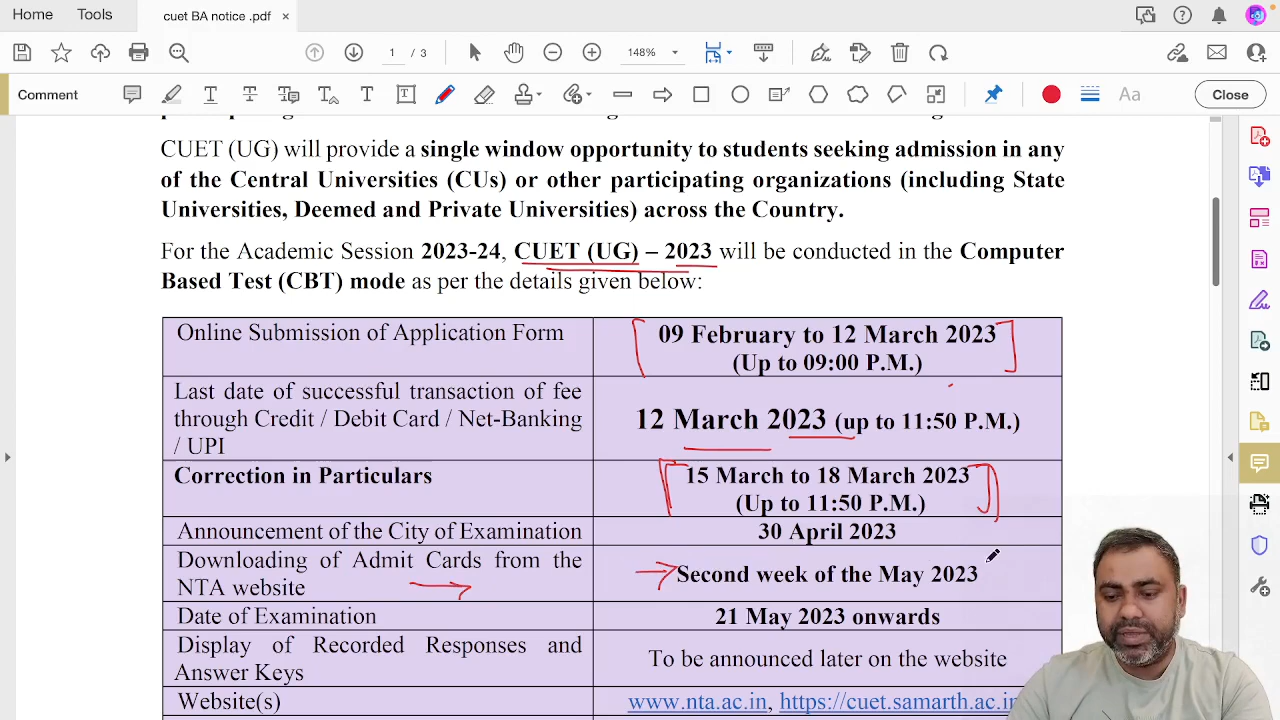 Home Tools cuet BA notice .pdf ×
1 / 3 148%
Comment Aa Close
CUET (UG) will provide a single window opportunity to students seeking admission in any
of the Central Universities (CUs) or other participating organizations (including State
Universities, Deemed and Private Universities) across the Country.
For the Academic Session 2023-24, CUET (UG) – 2023 will be conducted in the Computer
Based Test (CBT) mode as per the details given below:
Online Submission of Application Form
09 February to 12 March 2023
(Up to 09:00 P.M.)
Last date of successful transaction of fee
through Credit / Debit Card / Net-Banking
/ UPI
12 March 2023 (up to 11:50 P.M.)
Correction in Particulars
15 March to 18 March 2023
(Up to 11:50 P.M.)
Announcement of the City of Examination
30 April 2023
Downloading of Admit Cards from the
NTA website
Second week of the May 2023
Date of Examination
21 May 2023 onwards
Display of Recorded Responses and
Answer Keys
To be announced later on the website
Website(s)
www.nta.ac.in, https://cuet.samarth.ac.in